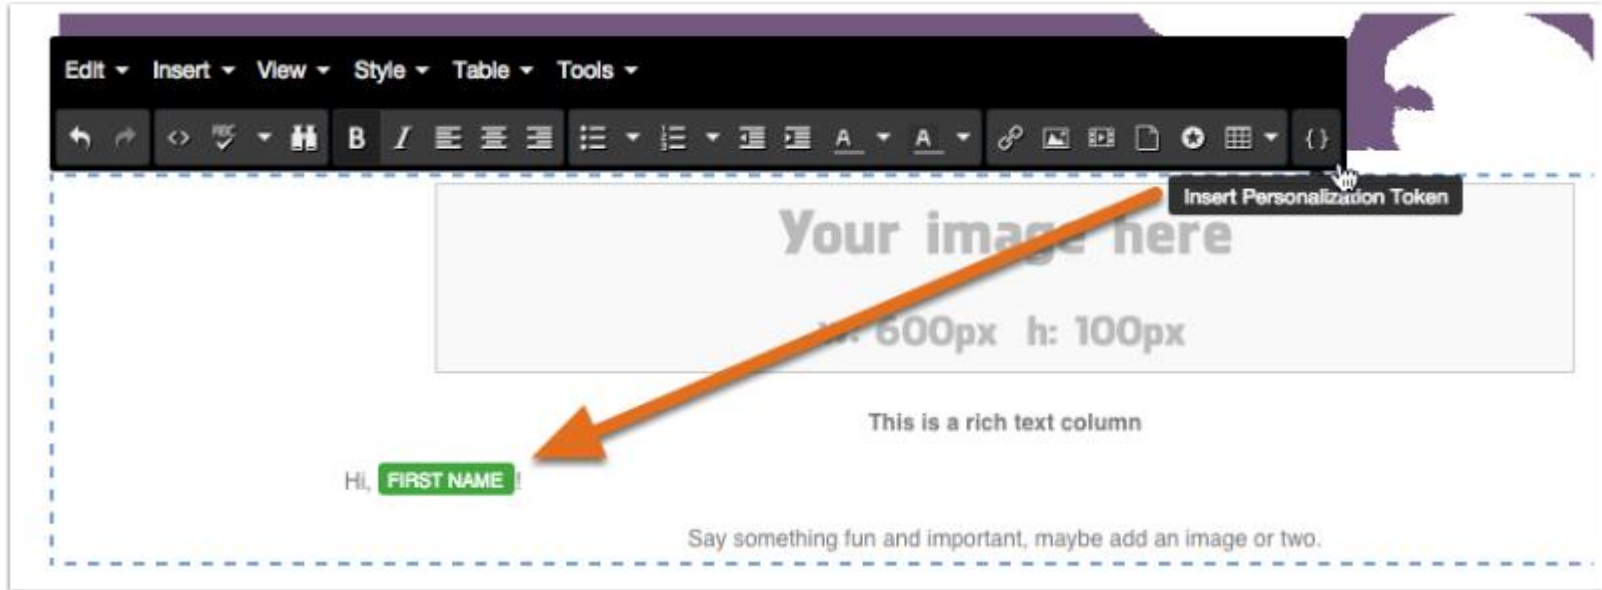 Edit Insert View Style Table Tools
ABC B I A A { }
Insert Personalization Token
Your image here
600px h: 100px
This is a rich text column
Hi, FIRST NAME !
Say something fun and important, maybe add an image or two.